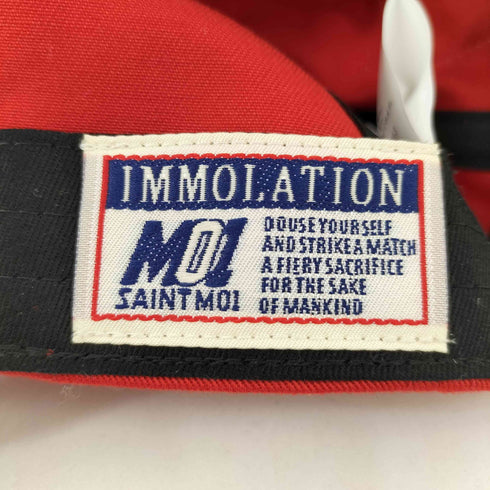 IMMOLATION
MOI
SAINTMOI
DOUSE YOURSELF
AND STRIKE A MATCH
A FIERY SACRIFICE
FOR THE SAKE
OF MANKIND